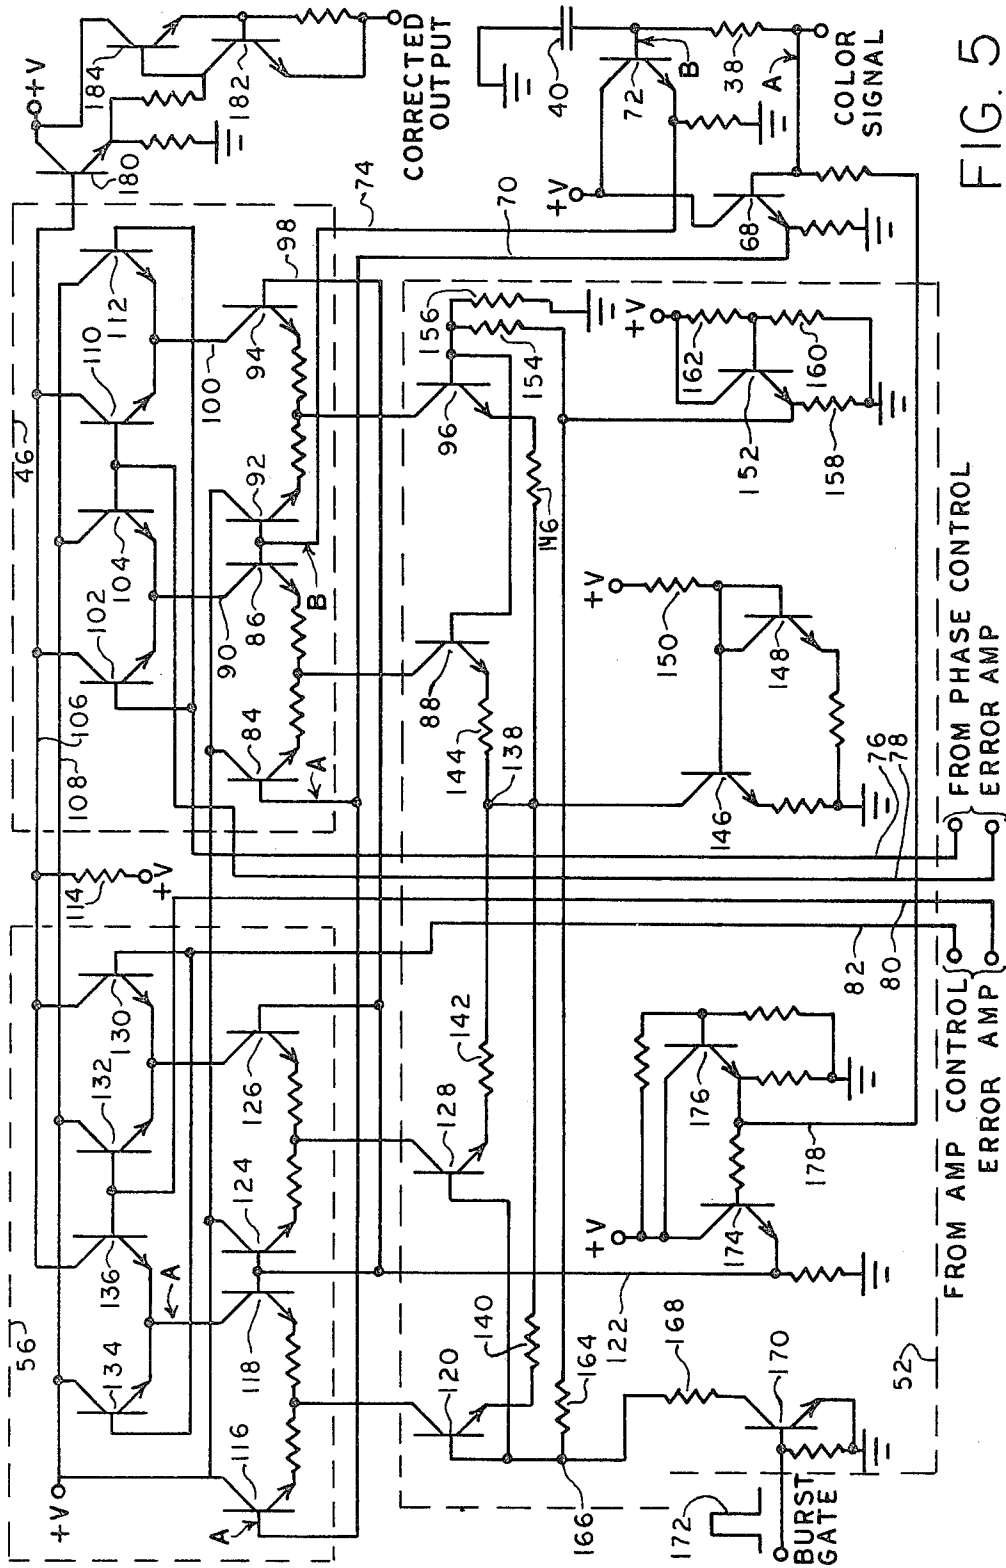 +V
184
180
182
CORRECTED
OUTPUT
40
72
B
38
A
COLOR
SIGNAL
+V
68
FIG. 5
74
70
46
112
110
98
100
94
104
102
92
90
86
B
106
108
84
A
114
+V
156
154
96
146
+V
162
160
152
158
88
144
138
+V
150
148
146
76
78
FROM PHASE CONTROL
ERROR AMP
56
130
132
136
A
134
126
124
118
116
A
+V
142
128
140
120
82
80
176
178
+V
174
122
164
168
166
170
52
172
BURST
GATE
FROM AMP CONTROL
ERROR AMP